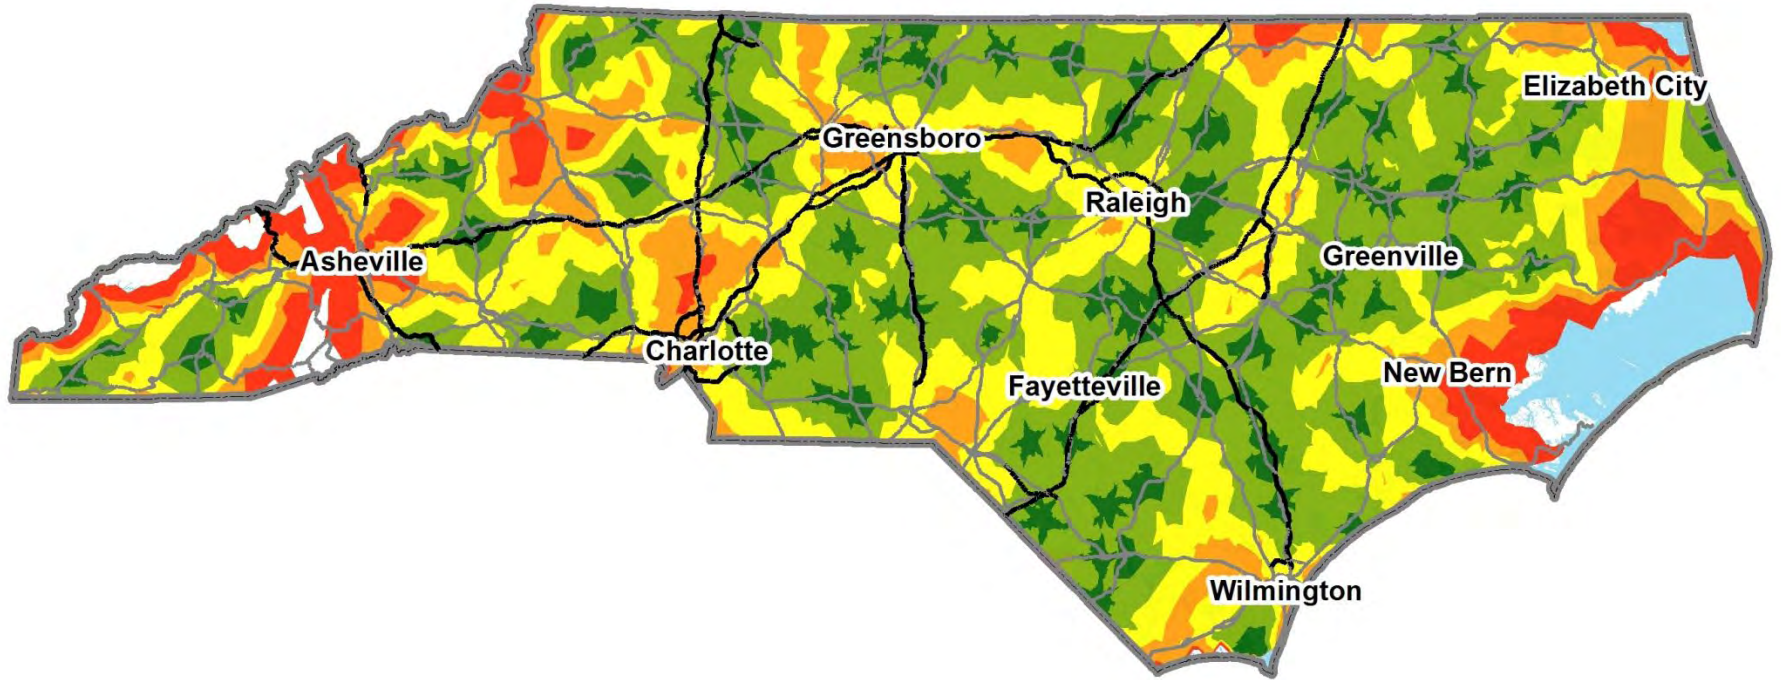 Elizabeth City
Greensboro
Raleigh
Asheville
Greenville
Charlotte
New Bern
Fayetteville
Wilmington